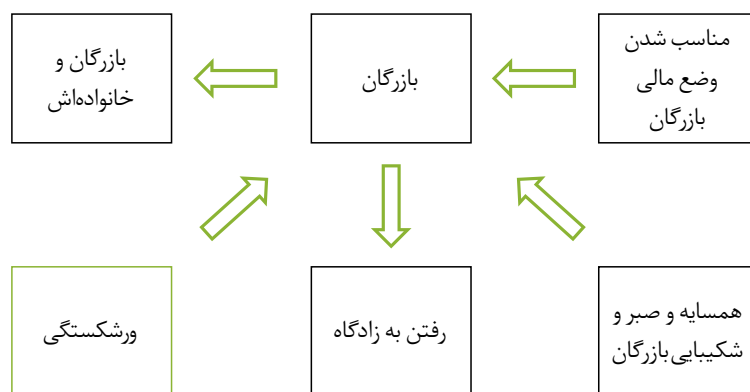 مناسب شدن
وضع مالی
بازرگان
بازرگان
بازرگان و
خانواده‌اش
همسایه و صبر و
شکیبایی بازرگان
رفتن به زادگاه
ورشکستگی